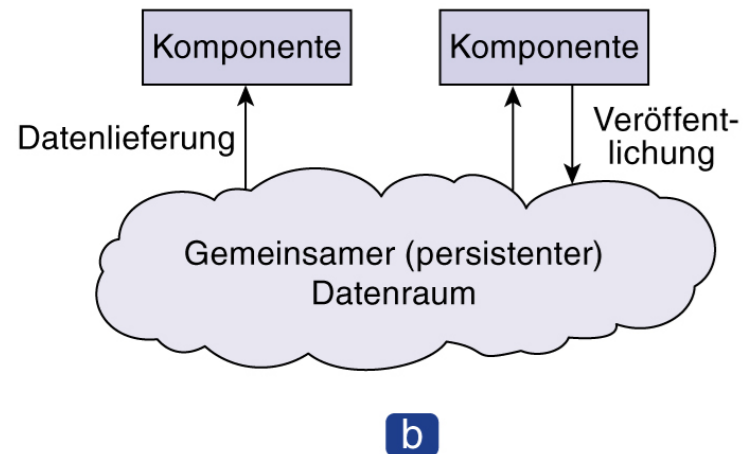 Komponente
Komponente
Datenlieferung
Veröffent-
lichung
Gemeinsamer (persistenter)
Datenraum
b